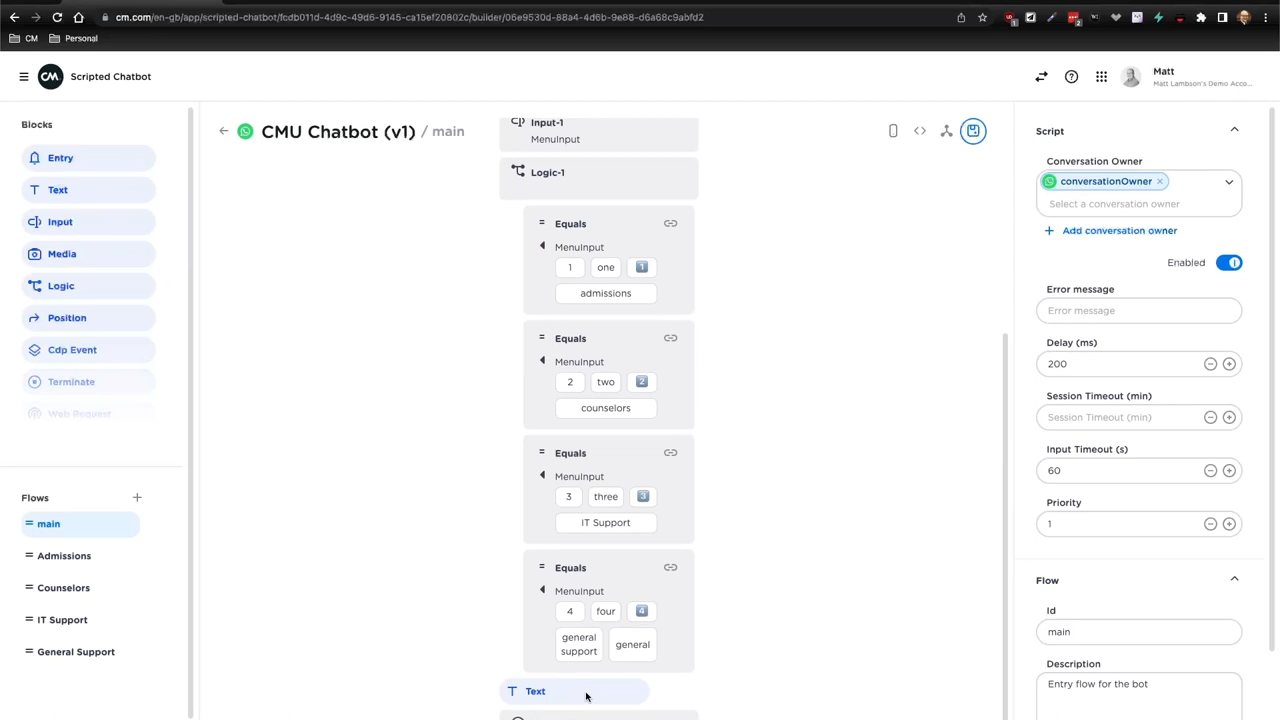 cm.com/en-gb/app/scripted-chatbot/fcdb011d-4d9c-49d6-9145-ca15ef20802c/builder/06e9530d-88a4-4d6b-9e88-d6a68c9abfd2
CM
Personal
CM.
Scripted Chatbot
Matt
Matt Lambson's Demo Acco...
Blocks
Entry
Text
Input
Media
Logic
Position
Cdp Event
Terminate
Web Request
Flows
main
Admissions
Counselors
IT Support
General Support
CMU Chatbot (v1) / main
Input-1
MenuInput
Logic-1
Equals
MenuInput
1 one 1
admissions
Equals
MenuInput
2 two 2
counselors
Equals
MenuInput
3 three 3
IT Support
Equals
MenuInput
4 four 4
general
support
general
Text
Script
Conversation Owner
conversationOwner
Select a conversation owner
Add conversation owner
Enabled
Error message
Error message
Delay (ms)
200
Session Timeout (min)
Session Timeout (min)
Input Timeout (s)
60
Priority
1
Flow
Id
main
Description
Entry flow for the bot